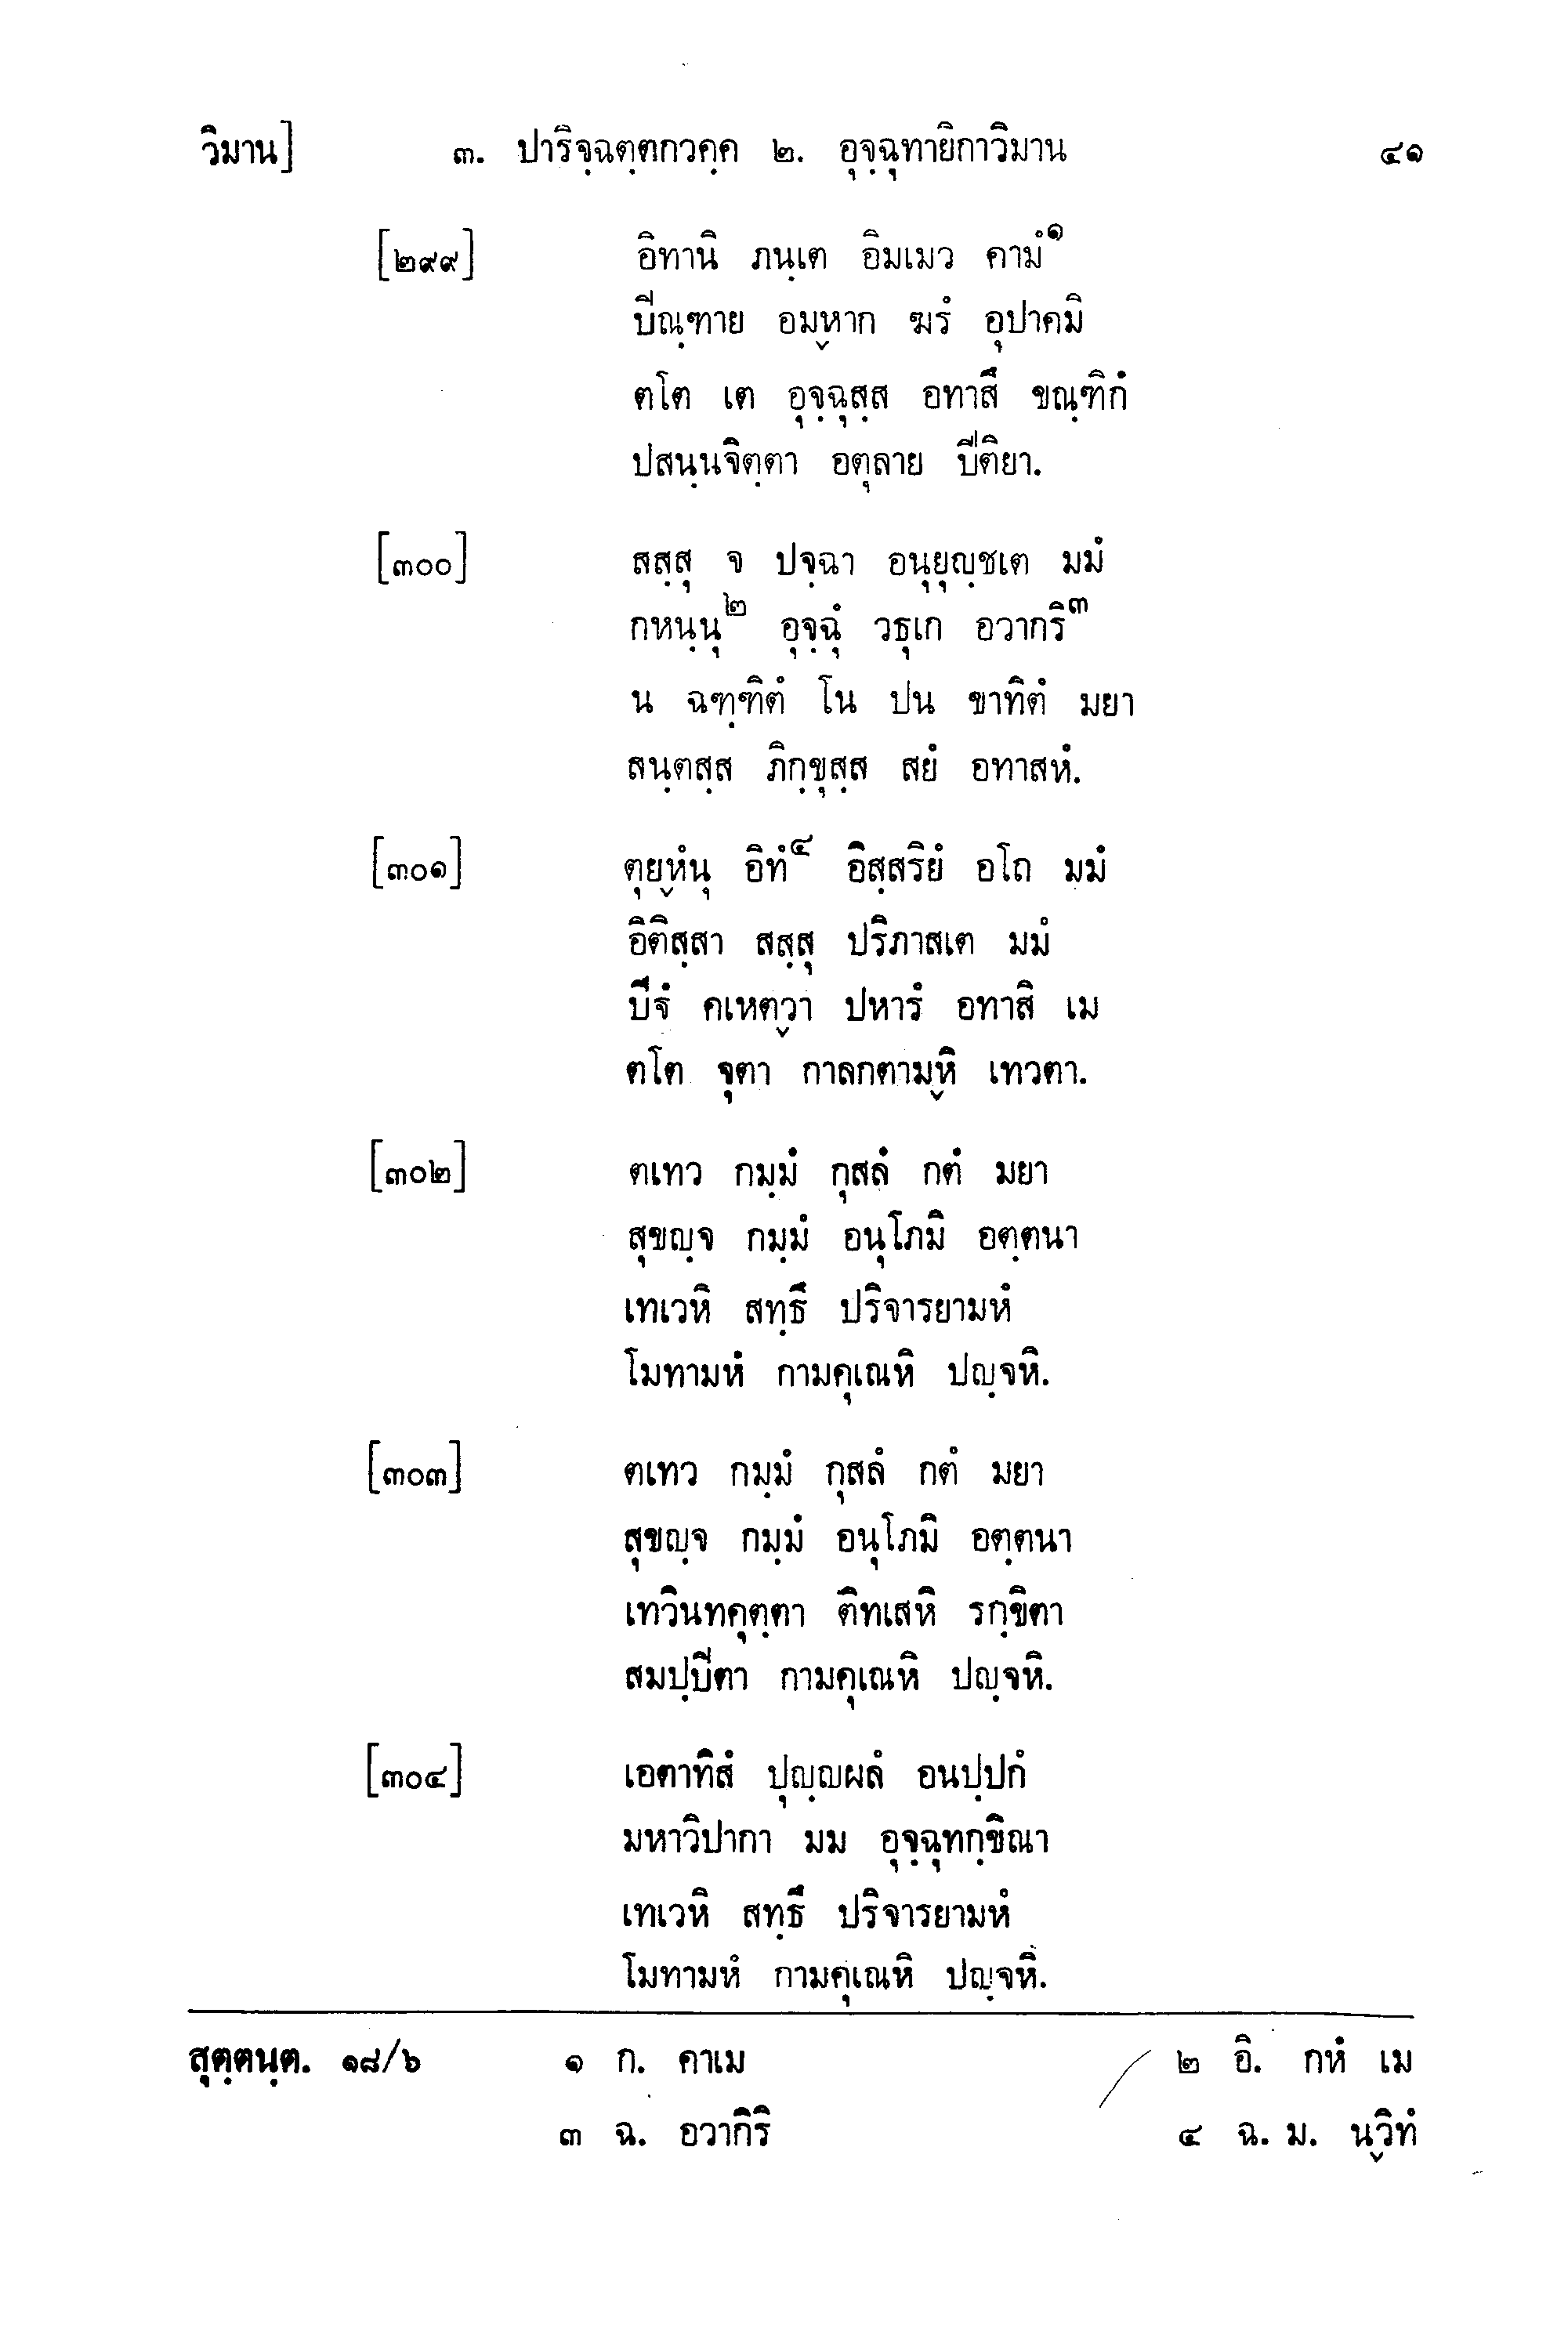 วิมาน] ๓. ปาริจฺฉตฺตกวคฺค ๒. อุจฺฉุทายิกาวิมาน ๔๑
[๒๙๙] อิทานิ ภนฺเต อิมเมว คามํ๑
ปิณฺฑาย อมฺหาก ฆรํ อุปาคมิ
ตโต เต อุจฺฉุสฺส อทาสึ ขณฺฑิกํ
ปสนฺนจิตฺตา อตุลาย ปีติยา.
[๓๐๐] สสฺสุ จ ปจฺฉา อนุยุญฺชเต มมํ
กหนฺนุ๒ อุจฺฉุํ วธุเก อวากริ๓
น ฉฑฺฑิตํ โน ปน ขาทิตํ มยา
สนฺตสฺส ภิกฺขุสฺส สยํ อทาสหํ.
[๓๐๑] ตุยฺหํนุ อิทํ๔ อิสฺสริยํ อโถ มมํ
อิติสฺสา สสฺสุ ปริภาสเต มมํ
ปีฐํ คเหตฺวา ปหารํ อทาสิ เม
ตโต จุตา กาลกตามฺหิ เทวตา.
[๓๐๒] ตเทว กมฺมํ กุสลํ กตํ มยา
สุขญฺจ กมฺมํ อนุโภมิ อตฺตนา
เทเวหิ สทฺธึ ปริจารยามหํ
โมทามหํ กามคุเณหิ ปญฺจหิ.
[๓๐๓] ตเทว กมฺมํ กุสลํ กตํ มยา
สุขญฺจ กมฺมํ อนุโภมิ อตฺตนา
เทวินทคุตฺตา ติทเสหิ รกฺขิตา
สมปฺปิตา กามคุเณหิ ปญฺจหิ.
[๓๐๔] เอตาทิสํ ปุญฺญผลํ อนปฺปกํ
มหาวิปากา มม อุจฺฉุทกฺขิณา
เทเวหิ สทฺธึ ปริจารยามหํ
โมทามหํ กามคุเณหิ ปญฺจหิ.
สุตฺตนฺต. ๑๘/๖ ๑ ก. คาเม ๒ อิ. กหํ เม
๓ ฉ. อวากิริ ๔ ฉ. ม. นฺวิทํ